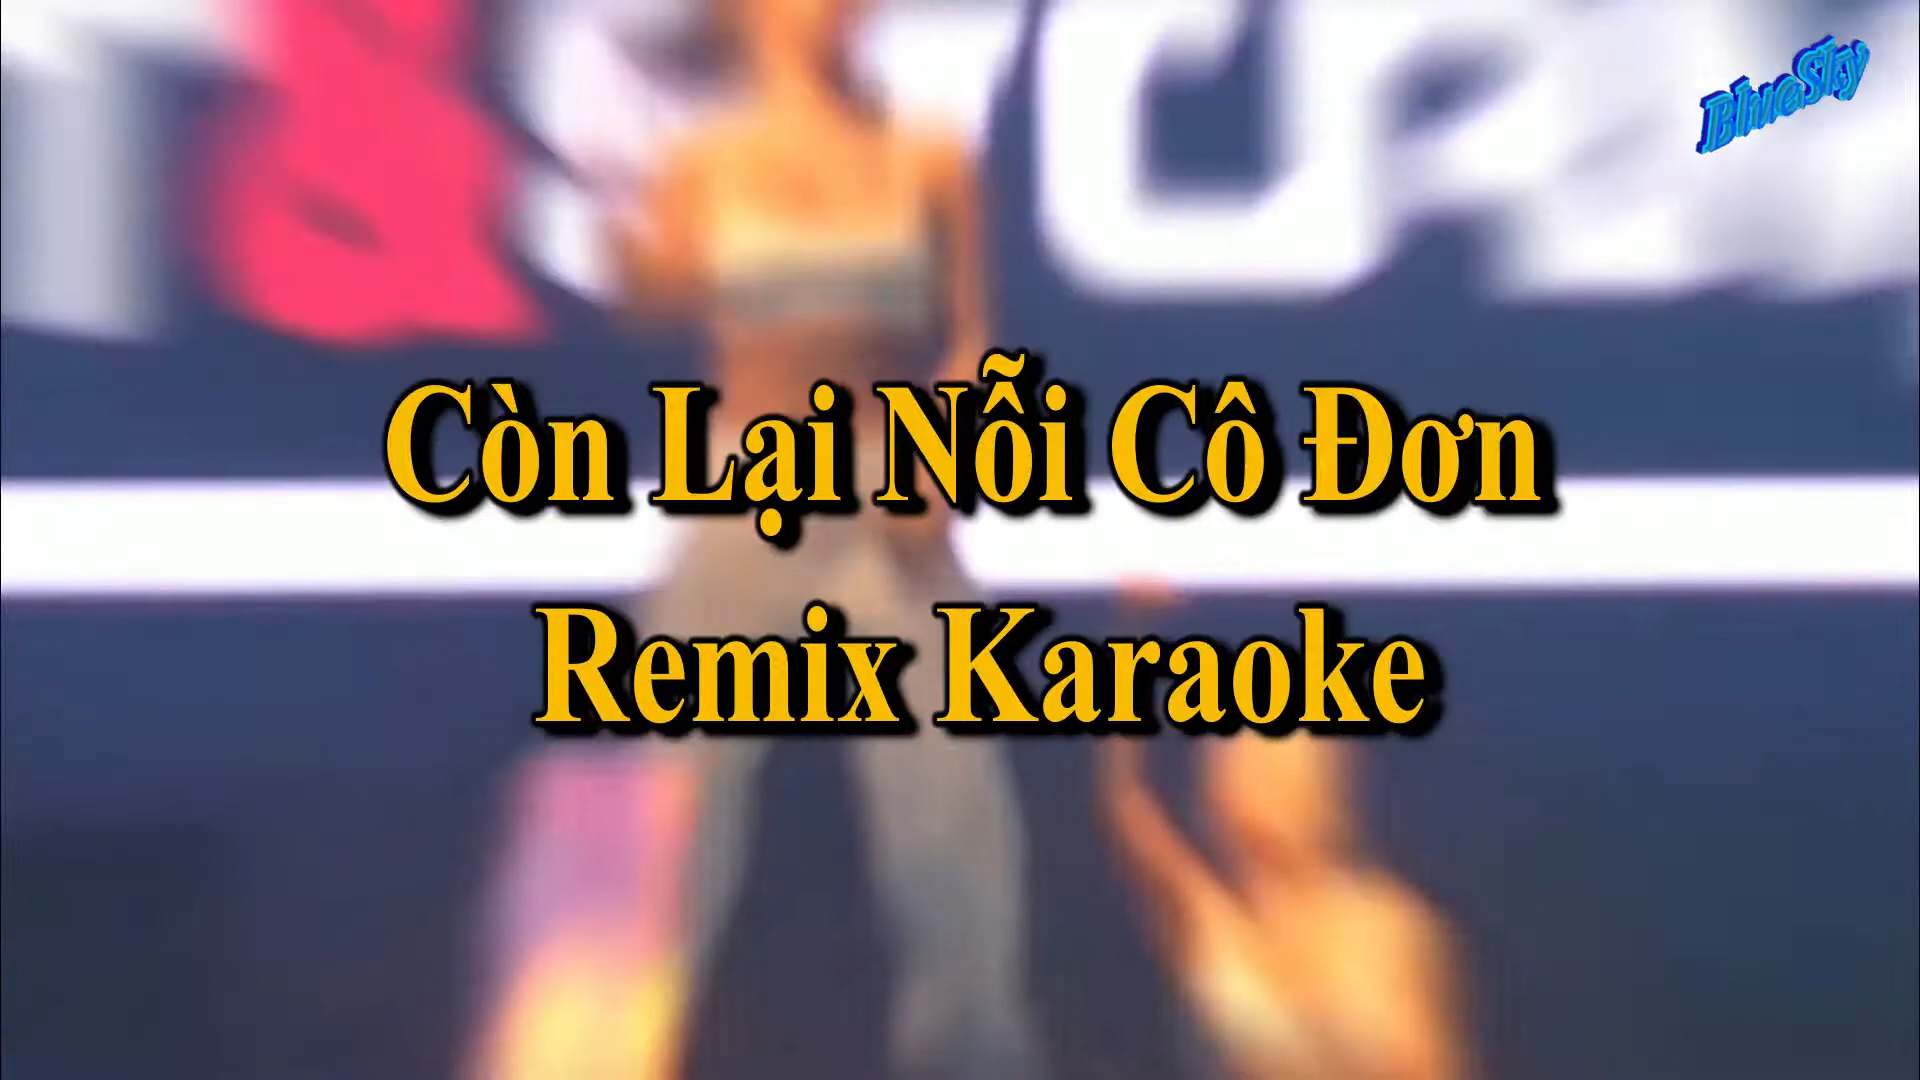 BlueSky
Còn Lại Nỗi Cô Đơn
Remix Karaoke